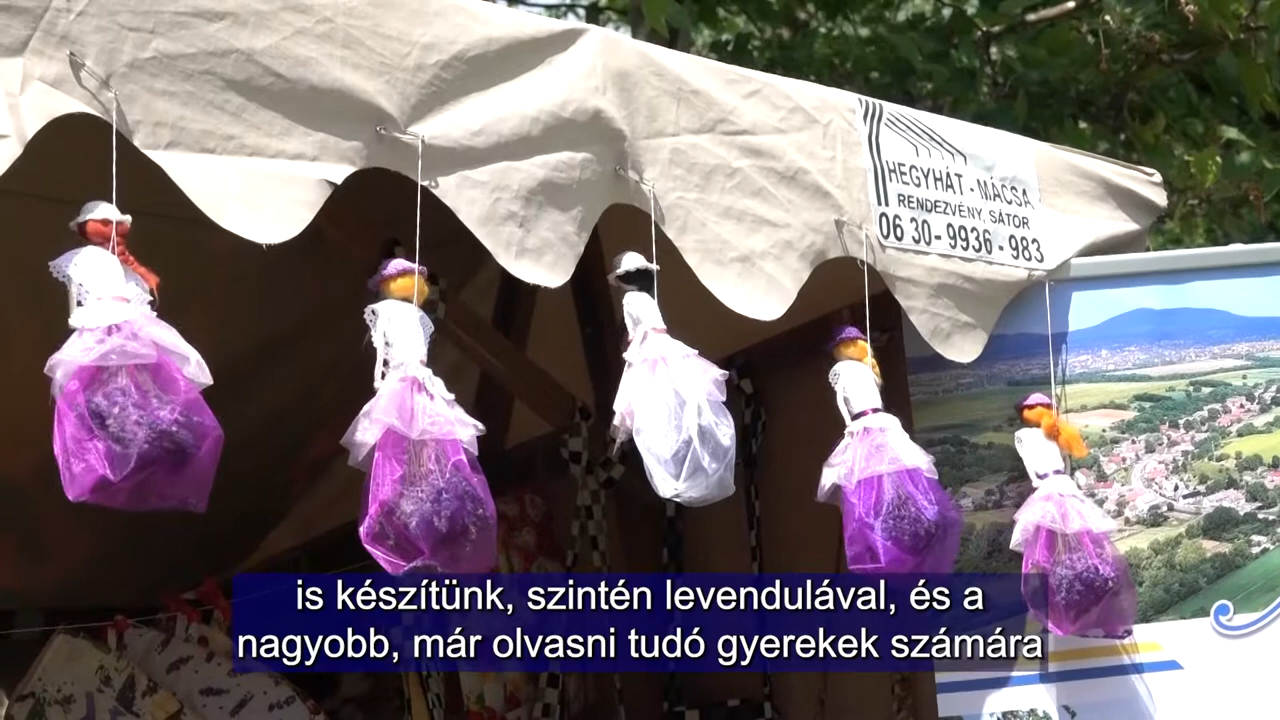 HEGYHÁT - MÁCSA
RENDEZVÉNY, SÁTOR
06 30- 9936 - 983
is készítünk, szintén levendulával, és a
nagyobb, már olvasni tudó gyerekek számára